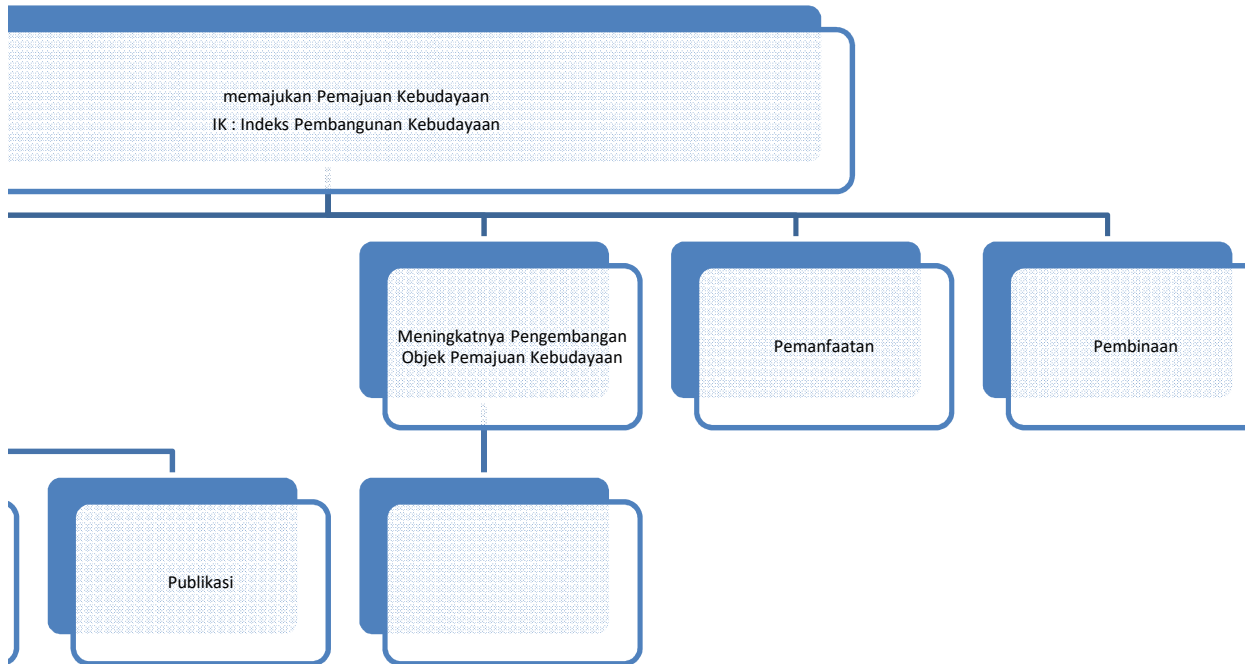 memajukan Pemajuan Kebudayaan
IK : Indeks Pembangunan Kebudayaan
Meningkatnya Pengembangan
Objek Pemajuan Kebudayaan
Pemanfaatan
Pembinaan
Publikasi